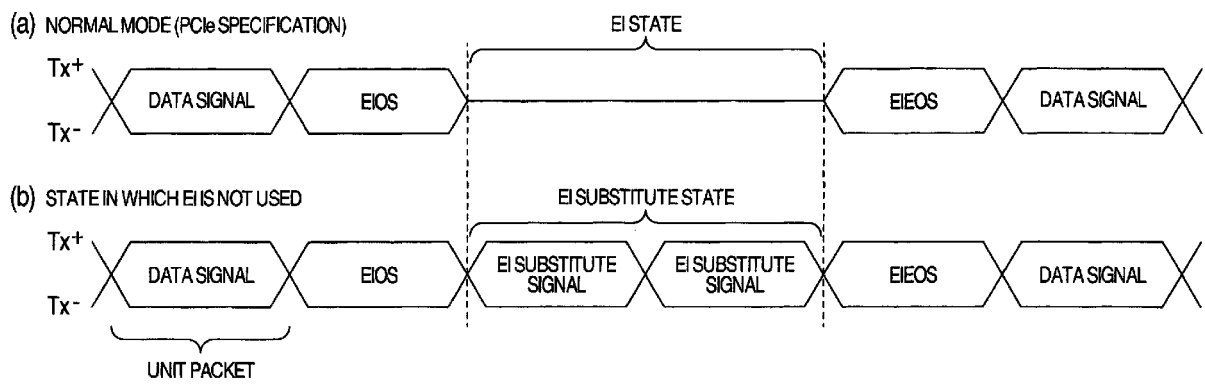 (a) NORMAL MODE (PCIe SPECIFICATION)
EI STATE
Tx+
DATA SIGNAL
EIOS
EIEOS
DATA SIGNAL
Tx-
(b) STATE IN WHICH EI IS NOT USED
EI SUBSTITUTE STATE
Tx+
DATA SIGNAL
EIOS
EI SUBSTITUTE
SIGNAL
EI SUBSTITUTE
SIGNAL
EIEOS
DATA SIGNAL
Tx-
UNIT PACKET